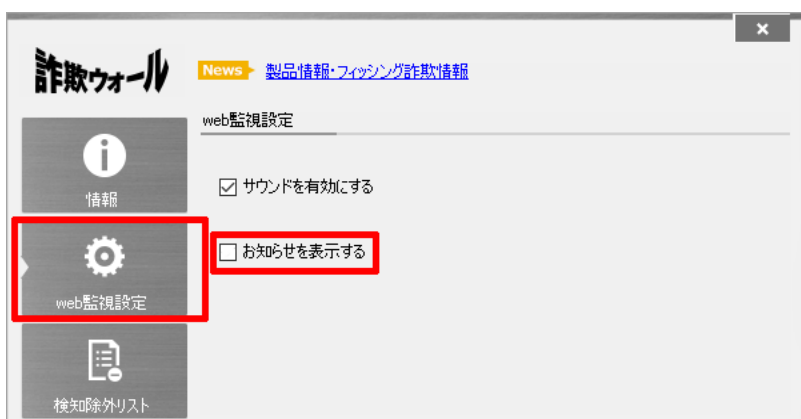 詐欺ウォール
News 製品情報・フィッシング詐欺情報
web監視設定
情報
サウンドを有効にする
お知らせを表示する
web監視設定
検知除外リスト